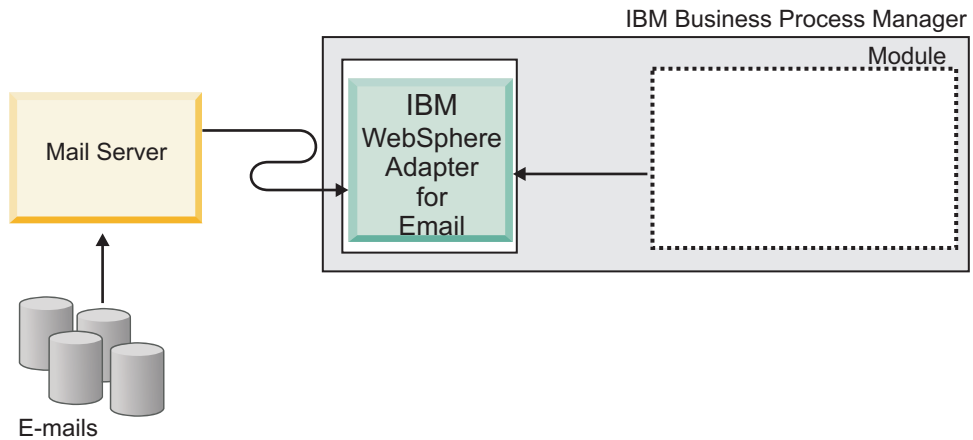 IBM Business Process Manager
Module
IBM
WebSphere
Adapter
for
Email
Mail Server
E-mails